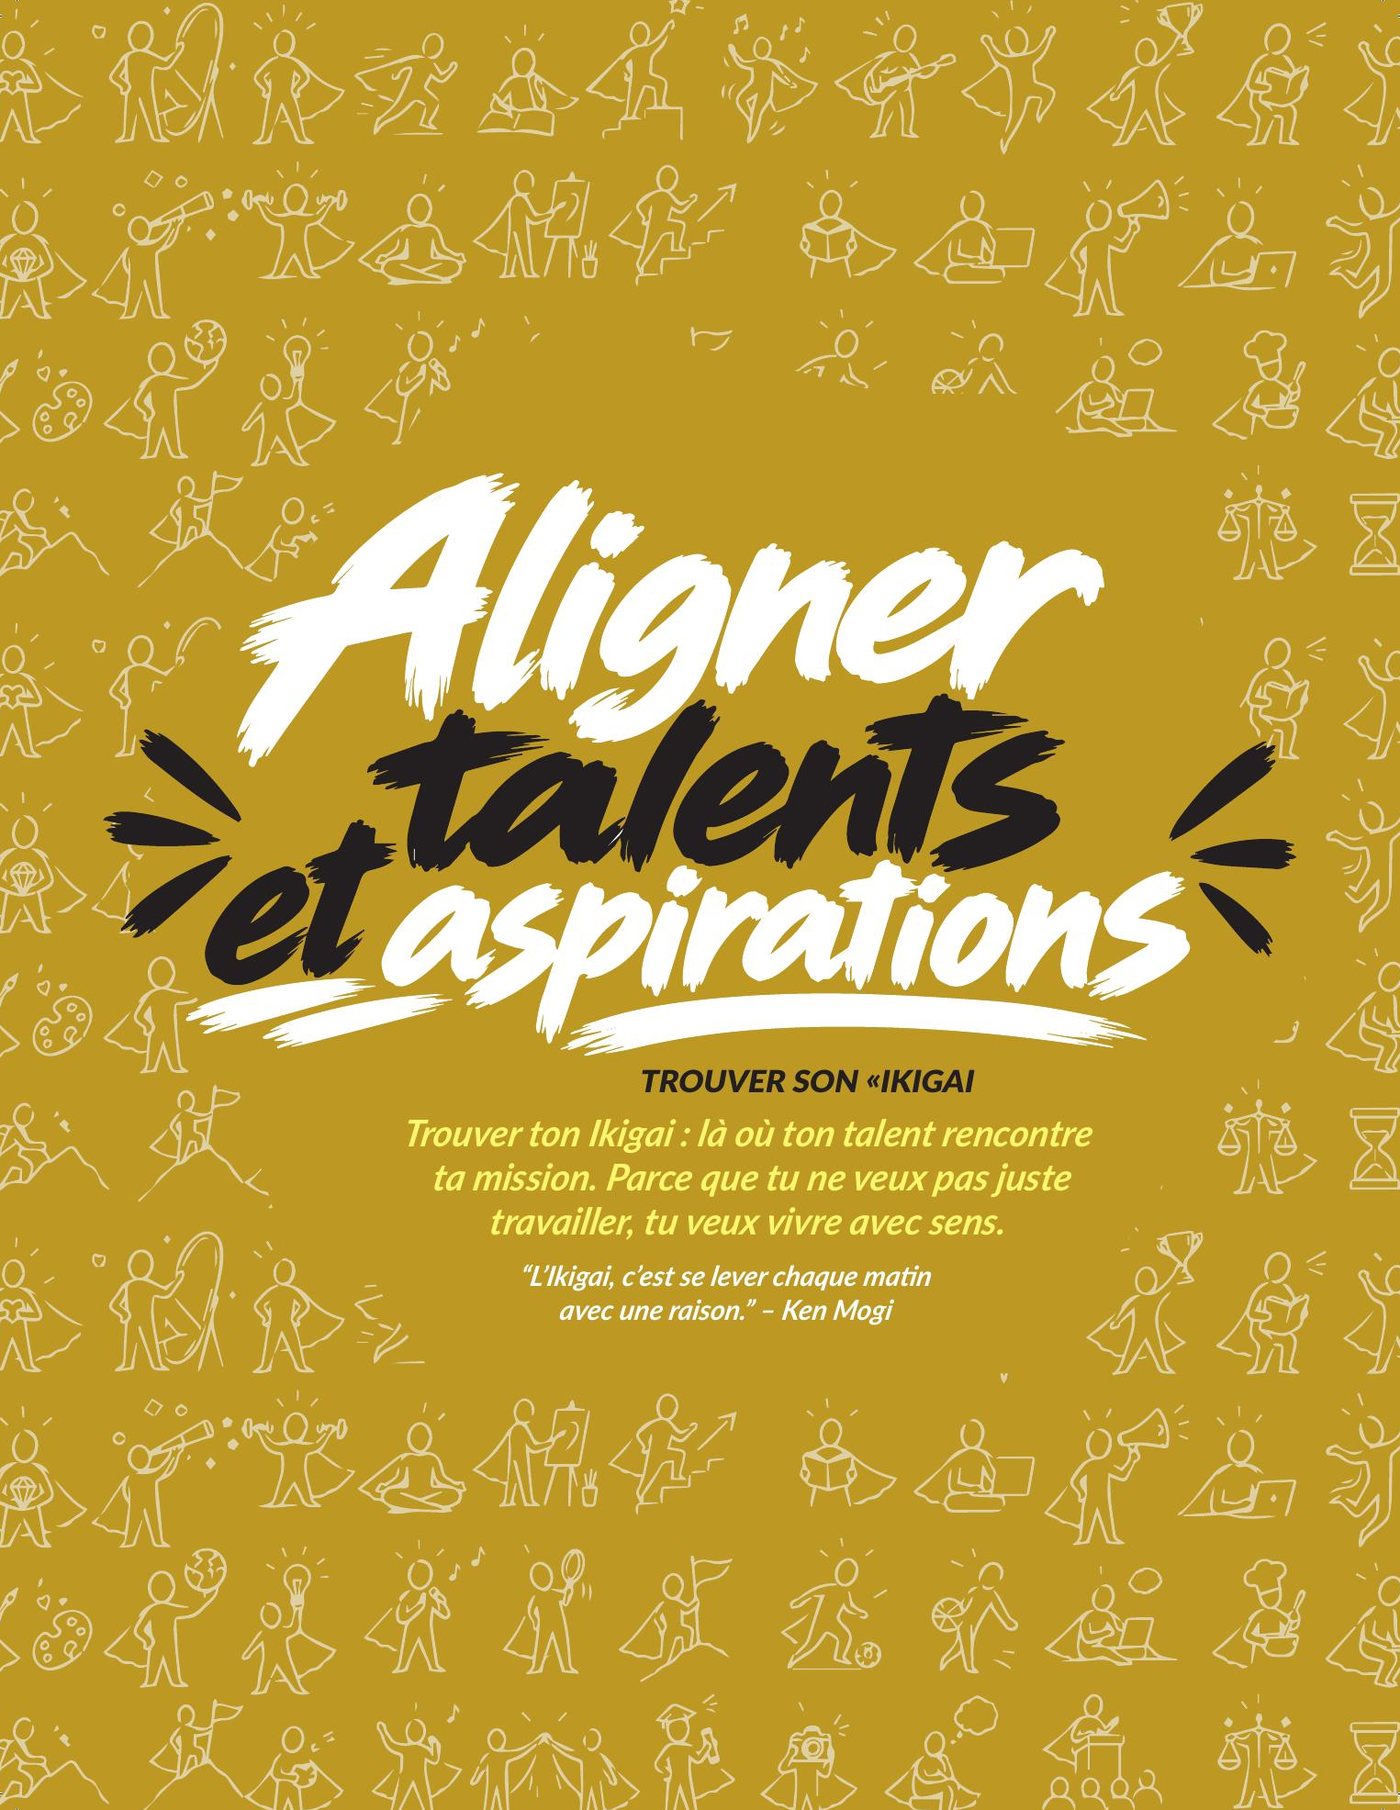 Aligner
talents
et aspirations
TROUVER SON «IKIGAI
Trouver ton Ikigai : là où ton talent rencontre
ta mission. Parce que tu ne veux pas juste
travailler, tu veux vivre avec sens.
“L’Ikigai, c’est se lever chaque matin
avec une raison.” – Ken Mogi